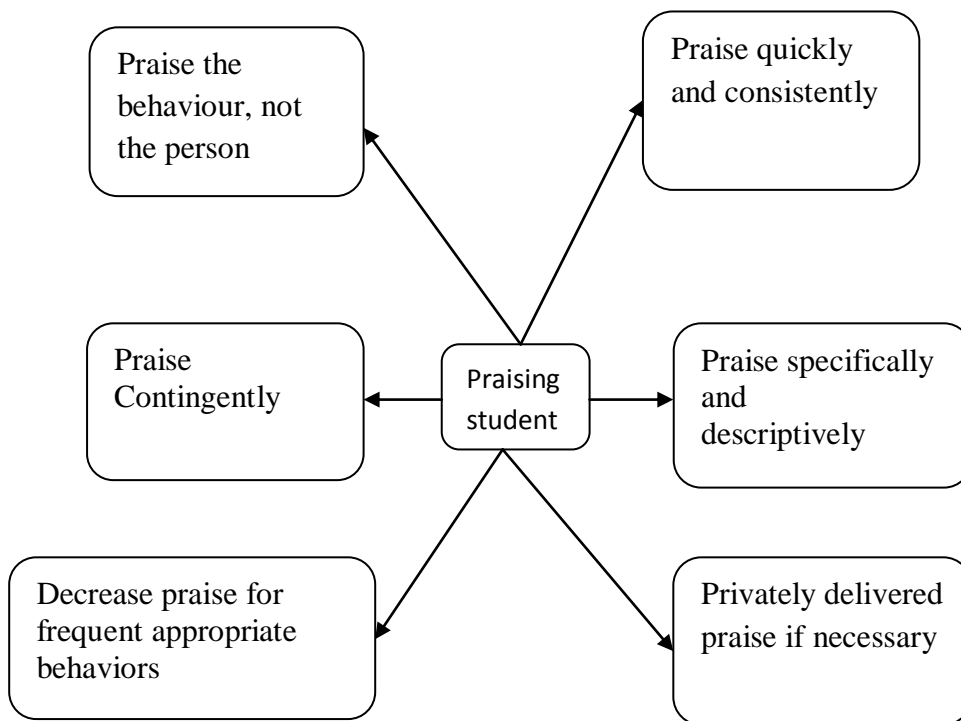 Praise the
behaviour, not
the person
Praise quickly
and consistently
Praise
Contingently
Praising
student
Praise specifically
and
descriptively
Decrease praise for
frequent appropriate
behaviors
Privately delivered
praise if necessary